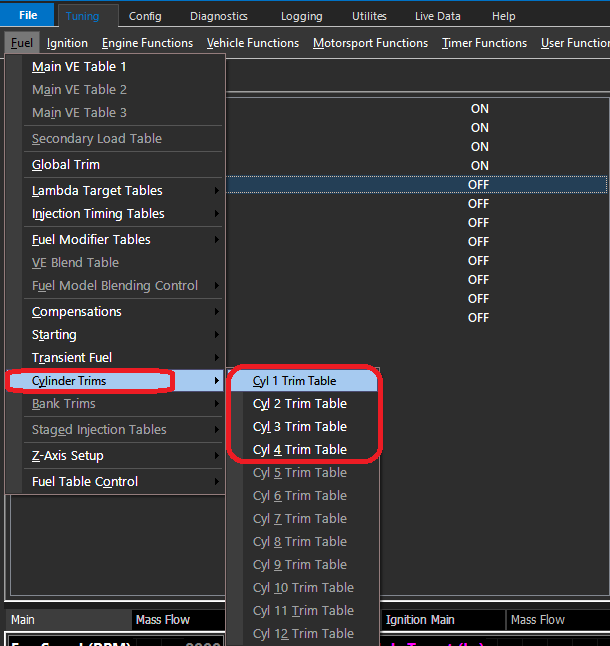 File Tuning Config Diagnostics Logging Utilites Live Data Help
Fuel Ignition Engine Functions Vehicle Functions Motorsport Functions Timer Functions User Function
Main VE Table 1
Main VE Table 2
Main VE Table 3
Secondary Load Table
Global Trim
Lambda Target Tables
Injection Timing Tables
Fuel Modifier Tables
VE Blend Table
Fuel Model Blending Control
Compensations
Starting
Transient Fuel
Cylinder Trims
Bank Trims
Staged Injection Tables
Z-Axis Setup
Fuel Table Control
ON
ON
ON
ON
OFF
OFF
OFF
OFF
OFF
OFF
OFF
OFF
Cyl 1 Trim Table
Cyl 2 Trim Table
Cyl 3 Trim Table
Cyl 4 Trim Table
Cyl 5 Trim Table
Cyl 6 Trim Table
Cyl 7 Trim Table
Cyl 8 Trim Table
Cyl 9 Trim Table
Cyl 10 Trim Table
Cyl 11 Trim Table
Cyl 12 Trim Table
Main Mass Flow Ignition Main Mass Flow